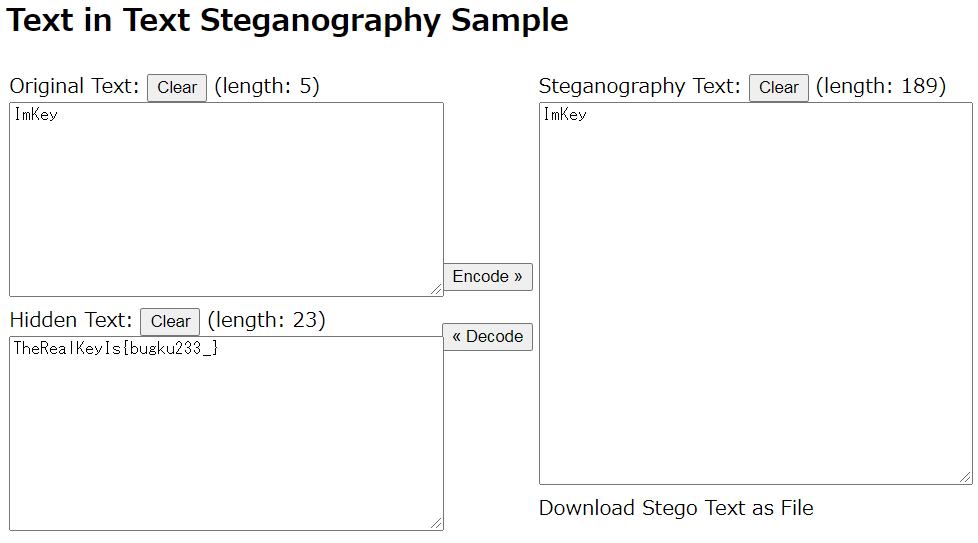 Text in Text Steganography Sample
Original Text: Clear (length: 5)
ImKey
Hidden Text: Clear (length: 23)
TheRealKeyIs{bugku233_}
Encode »
« Decode
Steganography Text: Clear (length: 189)
ImKey
Download Stego Text as File